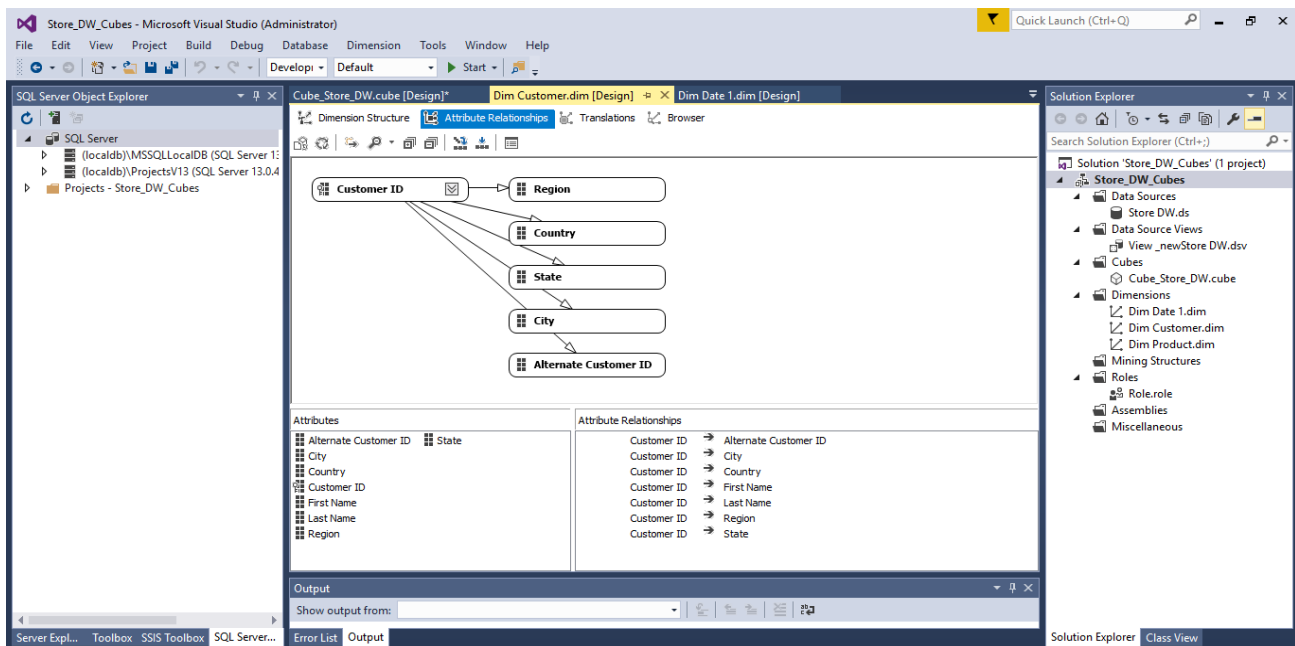 Store_DW_Cubes - Microsoft Visual Studio (Administrator)
Quick Launch (Ctrl+Q)
File Edit View Project Build Debug Database Dimension Tools Window Help
Developi Default Start
SQL Server Object Explorer
SQL Server
(localdb)\MSSQLLocalDB (SQL Server 13
(localdb)\ProjectsV13 (SQL Server 13.0.4
Projects - Store_DW_Cubes
Server Expl... Toolbox SSIS Toolbox SQL Server...
Cube_Store_DW.cube [Design]* Dim Customer.dim [Design] Dim Date 1.dim [Design]
Dimension Structure Attribute Relationships Translations Browser
Customer ID
Region
Country
State
City
Alternate Customer ID
Attributes
Alternate Customer ID State
City
Country
Customer ID
First Name
Last Name
Region
Attribute Relationships
Customer ID → Alternate Customer ID
Customer ID → City
Customer ID → Country
Customer ID → First Name
Customer ID → Last Name
Customer ID → Region
Customer ID → State
Output
Show output from:
Error List Output
Solution Explorer
Search Solution Explorer (Ctrl+;)
Solution 'Store_DW_Cubes' (1 project)
Store_DW_Cubes
Data Sources
Store DW.ds
Data Source Views
View _newStore DW.dsv
Cubes
Cube_Store_DW.cube
Dimensions
Dim Date 1.dim
Dim Customer.dim
Dim Product.dim
Mining Structures
Roles
Role.role
Assemblies
Miscellaneous
Solution Explorer Class View